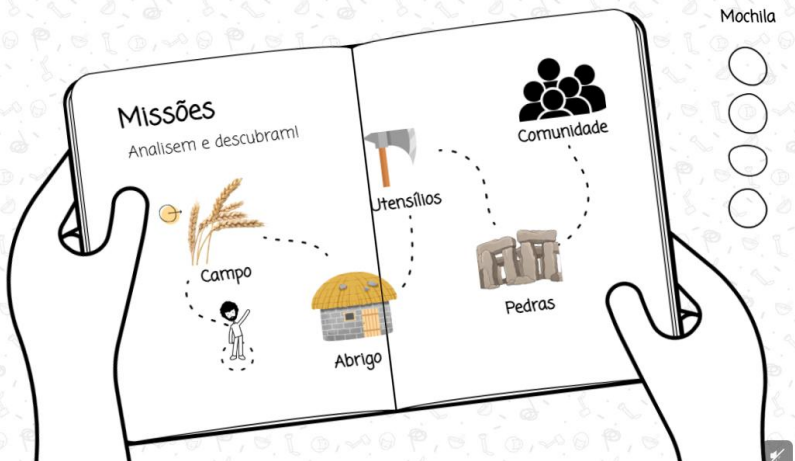 Mochila
Missões
Analisem e descubram!
Comunidade
Utensílios
Campo
Pedras
Abrigo